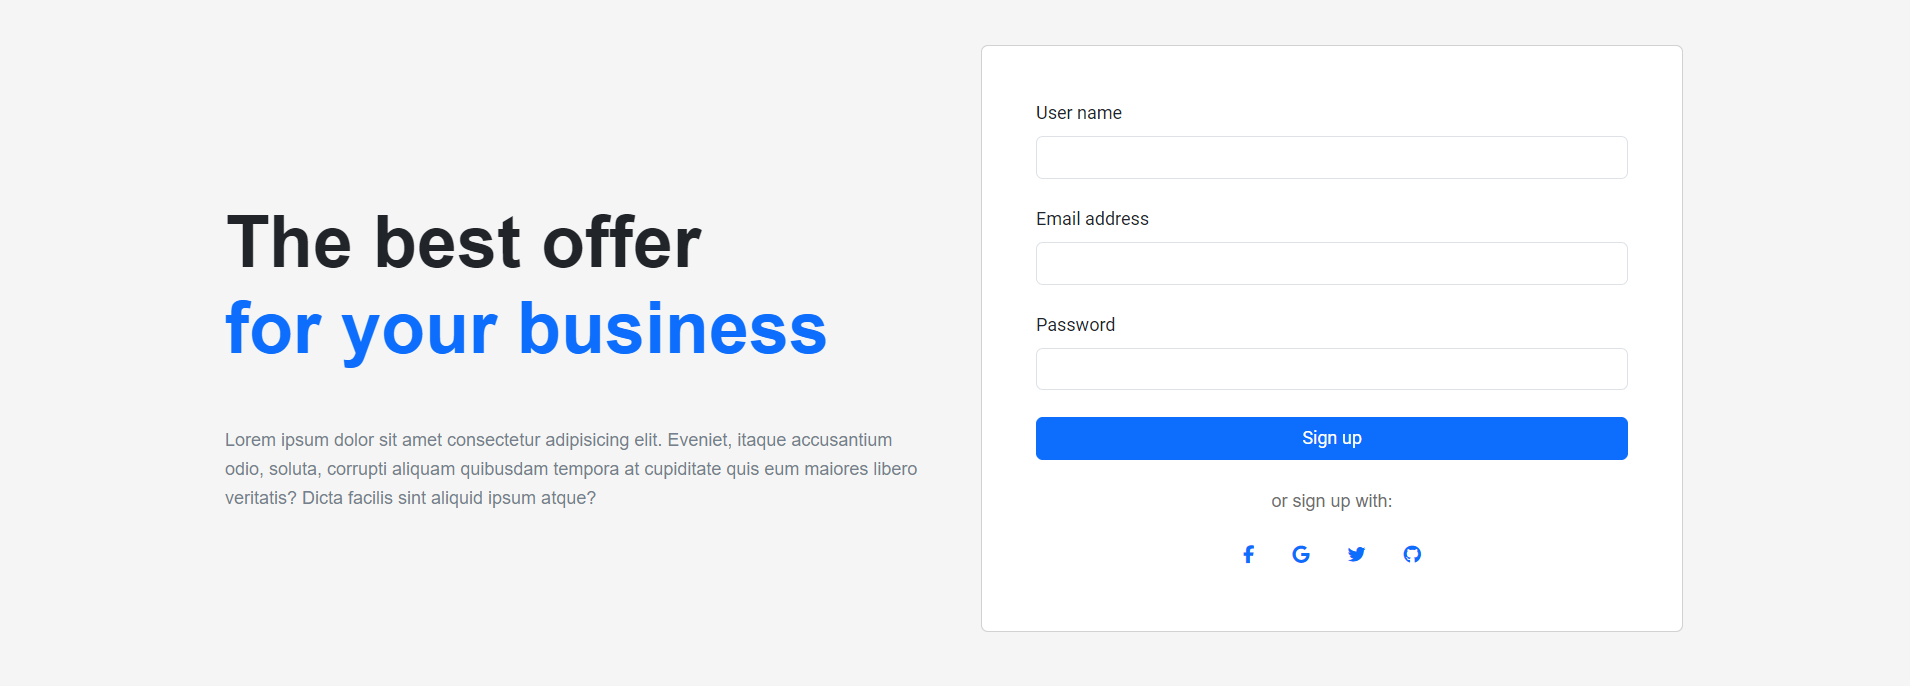 The best offer
for your business
Lorem ipsum dolor sit amet consectetur adipisicing elit. Eveniet, itaque accusantium
odio, soluta, corrupti aliquam quibusdam tempora at cupiditate quis eum maiores libero
veritatis? Dicta facilis sint aliquid ipsum atque?
User name
Email address
Password
Sign up
or sign up with: